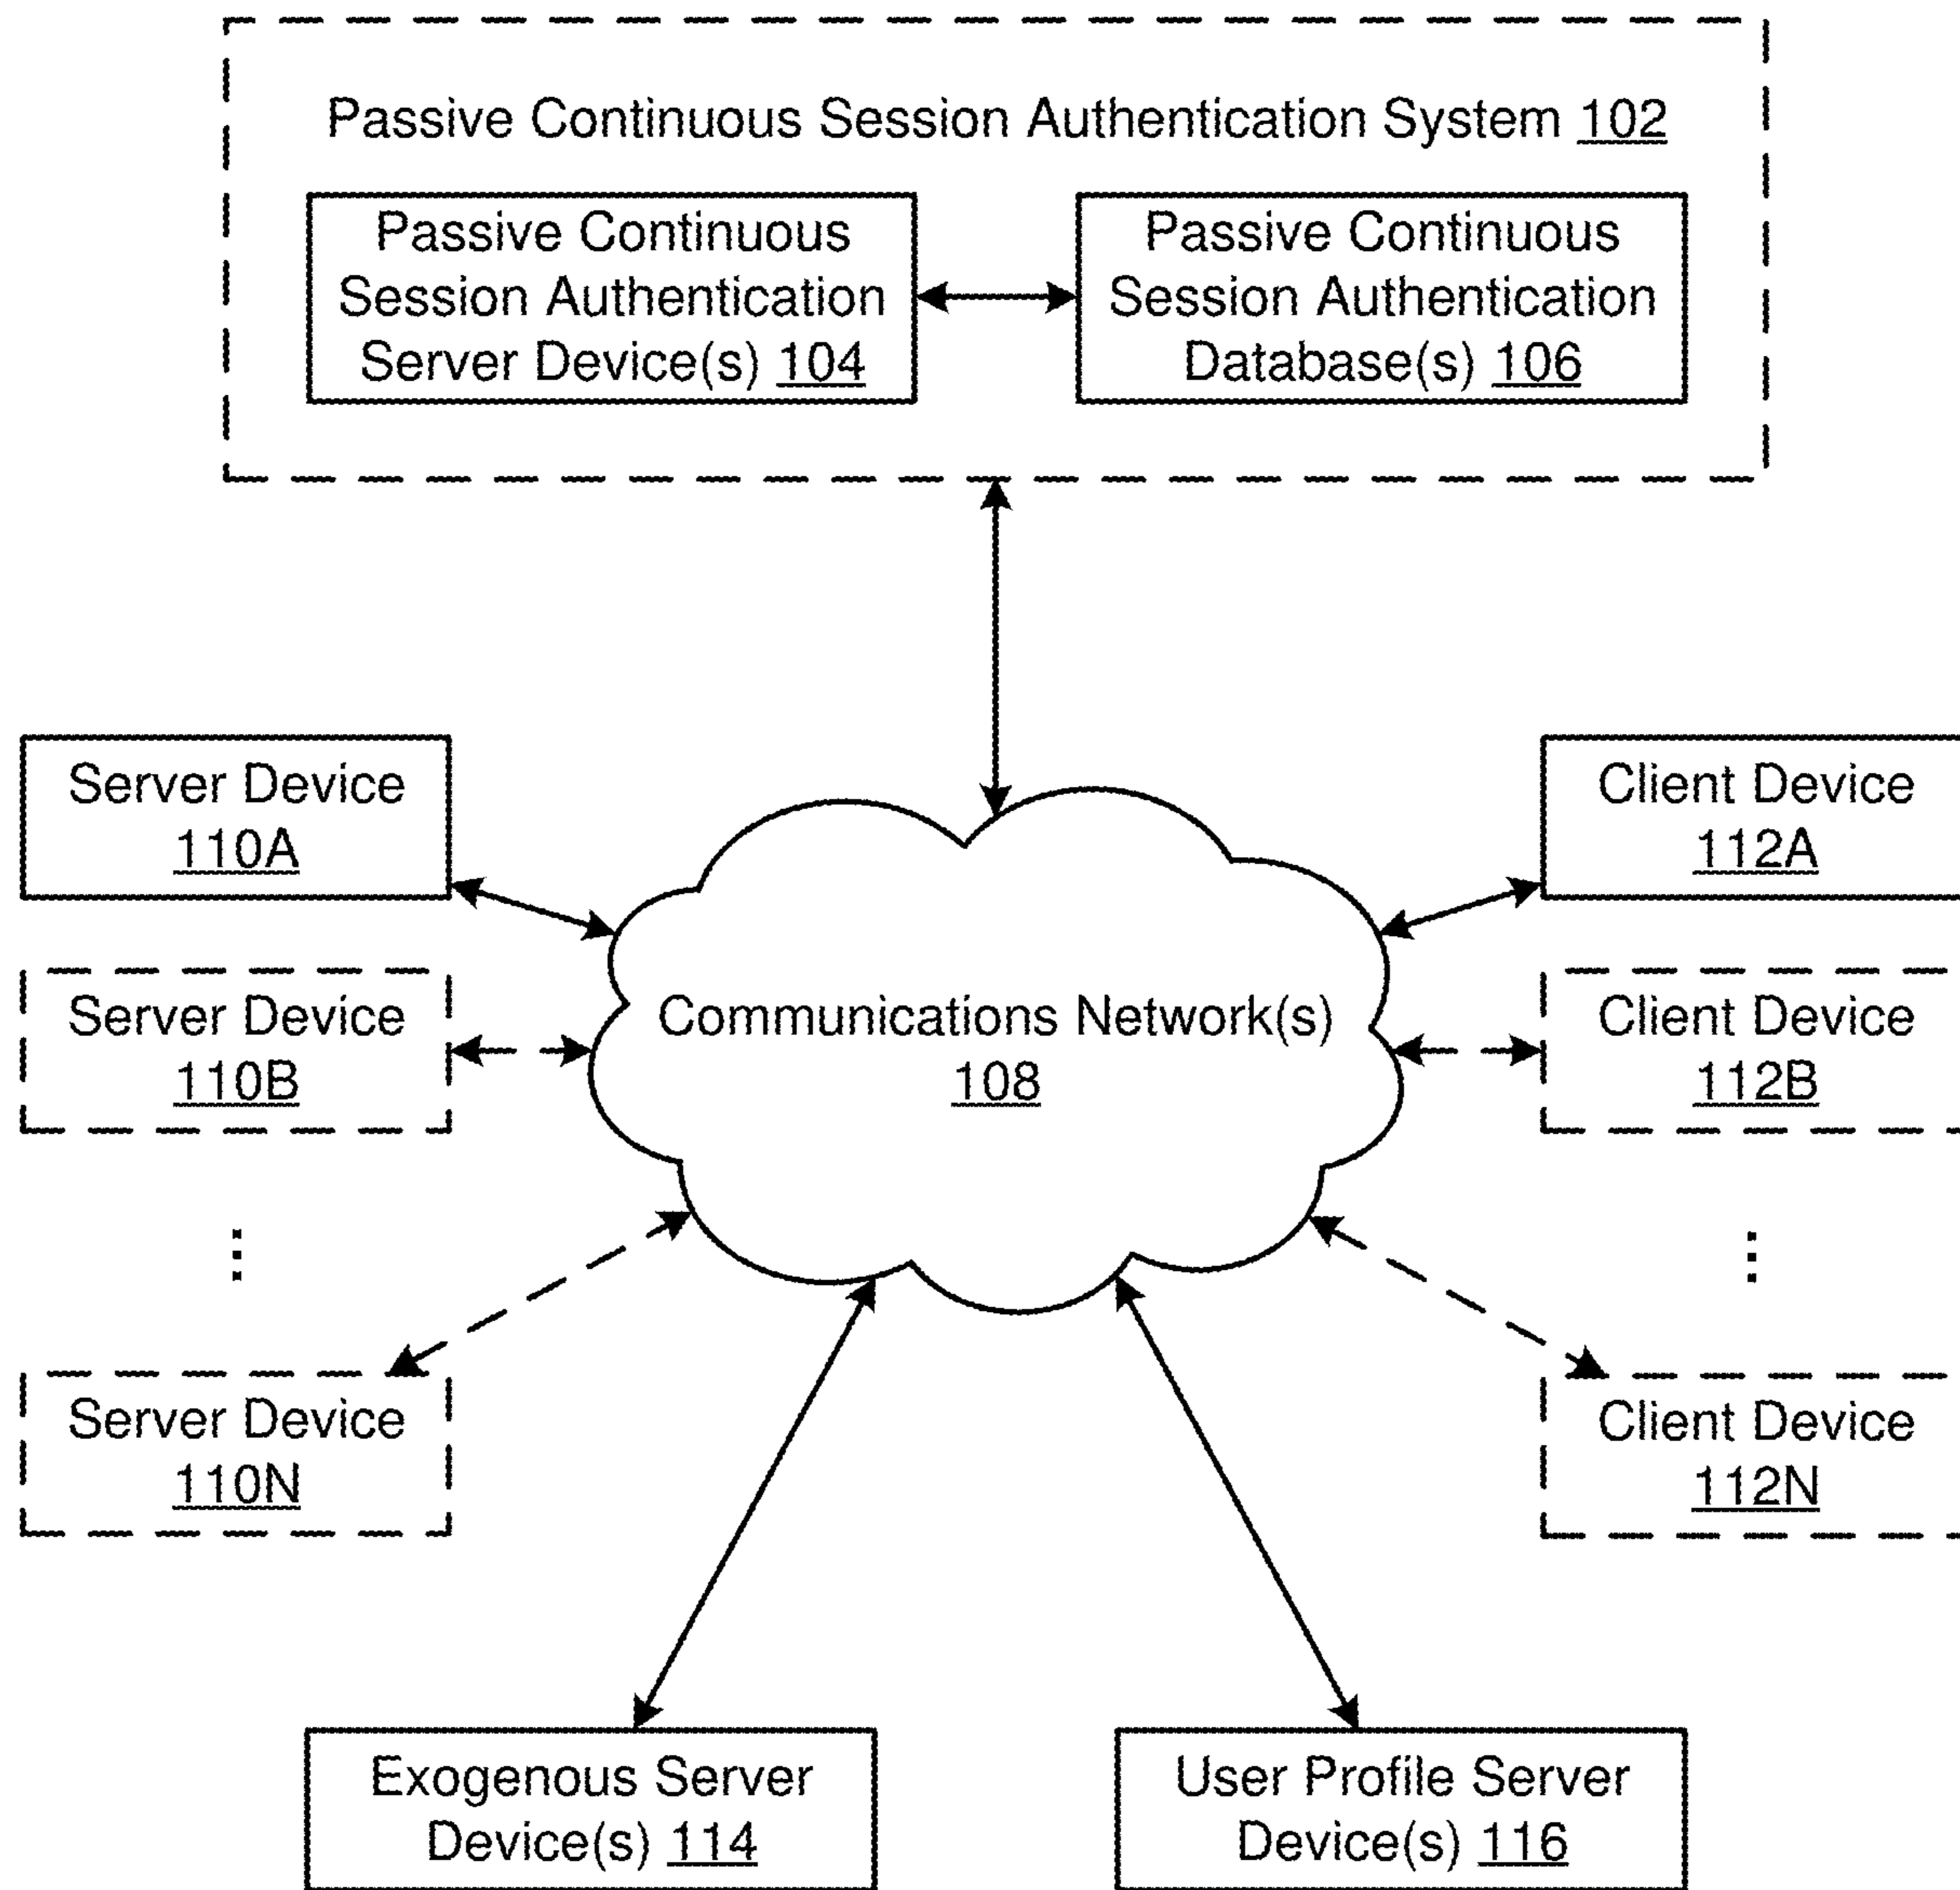 Passive Continuous Session Authentication System 102
Passive Continuous
Session Authentication
Server Device(s) 104
Passive Continuous
Session Authentication
Database(s) 106
Server Device
110A
Client Device
112A
Server Device
110B
Communications Network(s)
108
Client Device
112B
Server Device
110N
Client Device
112N
Exogenous Server
Device(s) 114
User Profile Server
Device(s) 116